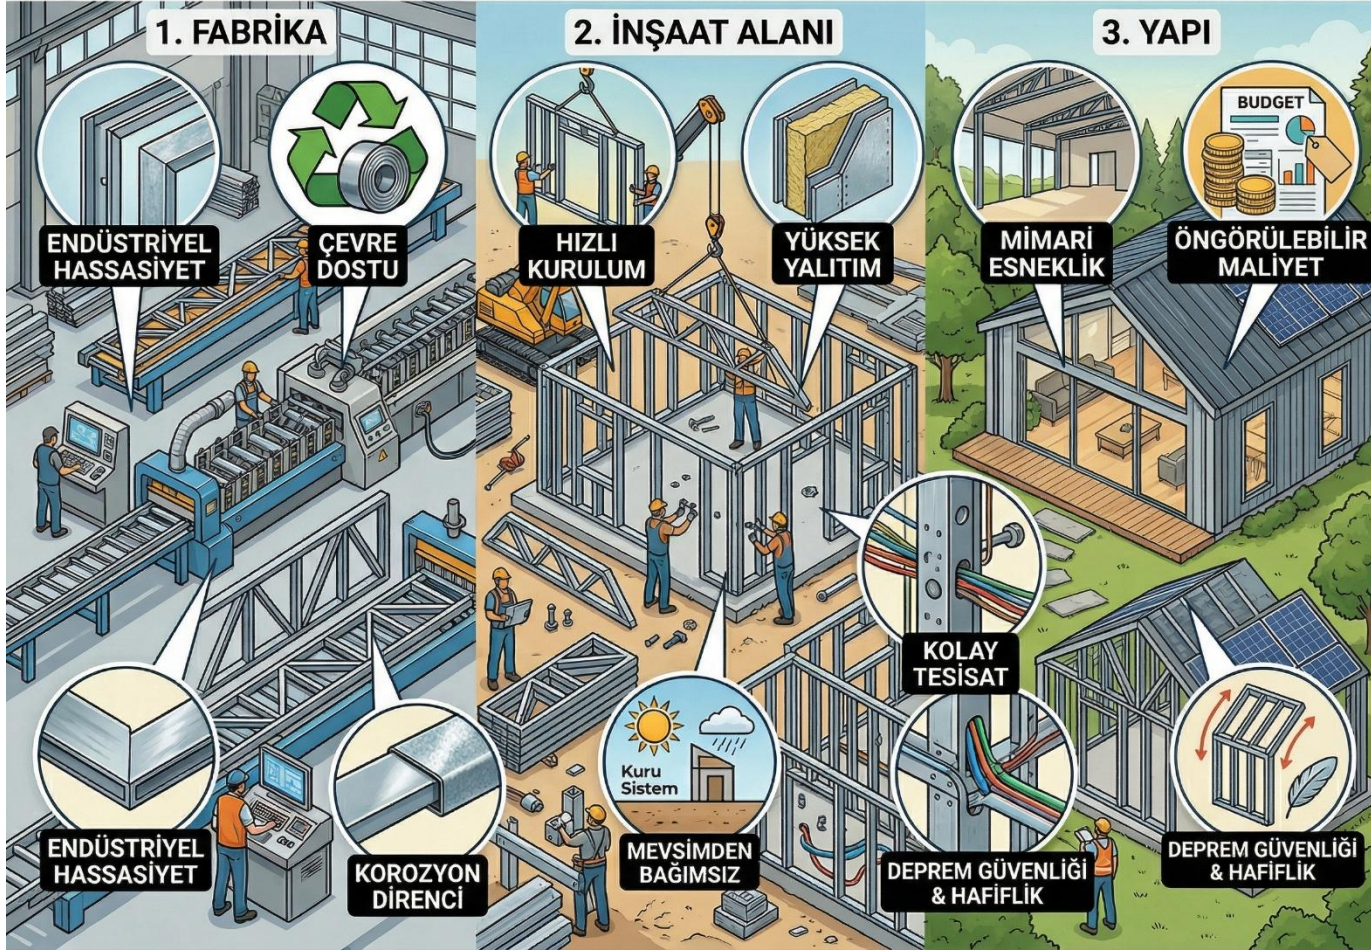 1. FABRİKA
ENDÜSTRİYEL
HASSASİYET
ÇEVRE
DOSTU
ENDÜSTRİYEL
HASSASİYET
KOROZYON
DİRENCİ
2. İNŞAAT ALANI
HIZLI
KURULUM
YÜKSEK
YALITIM
KOLAY
TESİSAT
Kuru
Sistem
MEVSİMDEN
BAĞIMSIZ
DEPREM GÜVENLİĞİ
& HAFİFLİK
3. YAPI
MİMARİ
ESNEKLİK
BUDGET
ÖNGÖRÜLEBİLİR
MALİYET
DEPREM GÜVENLİĞİ
& HAFİFLİK